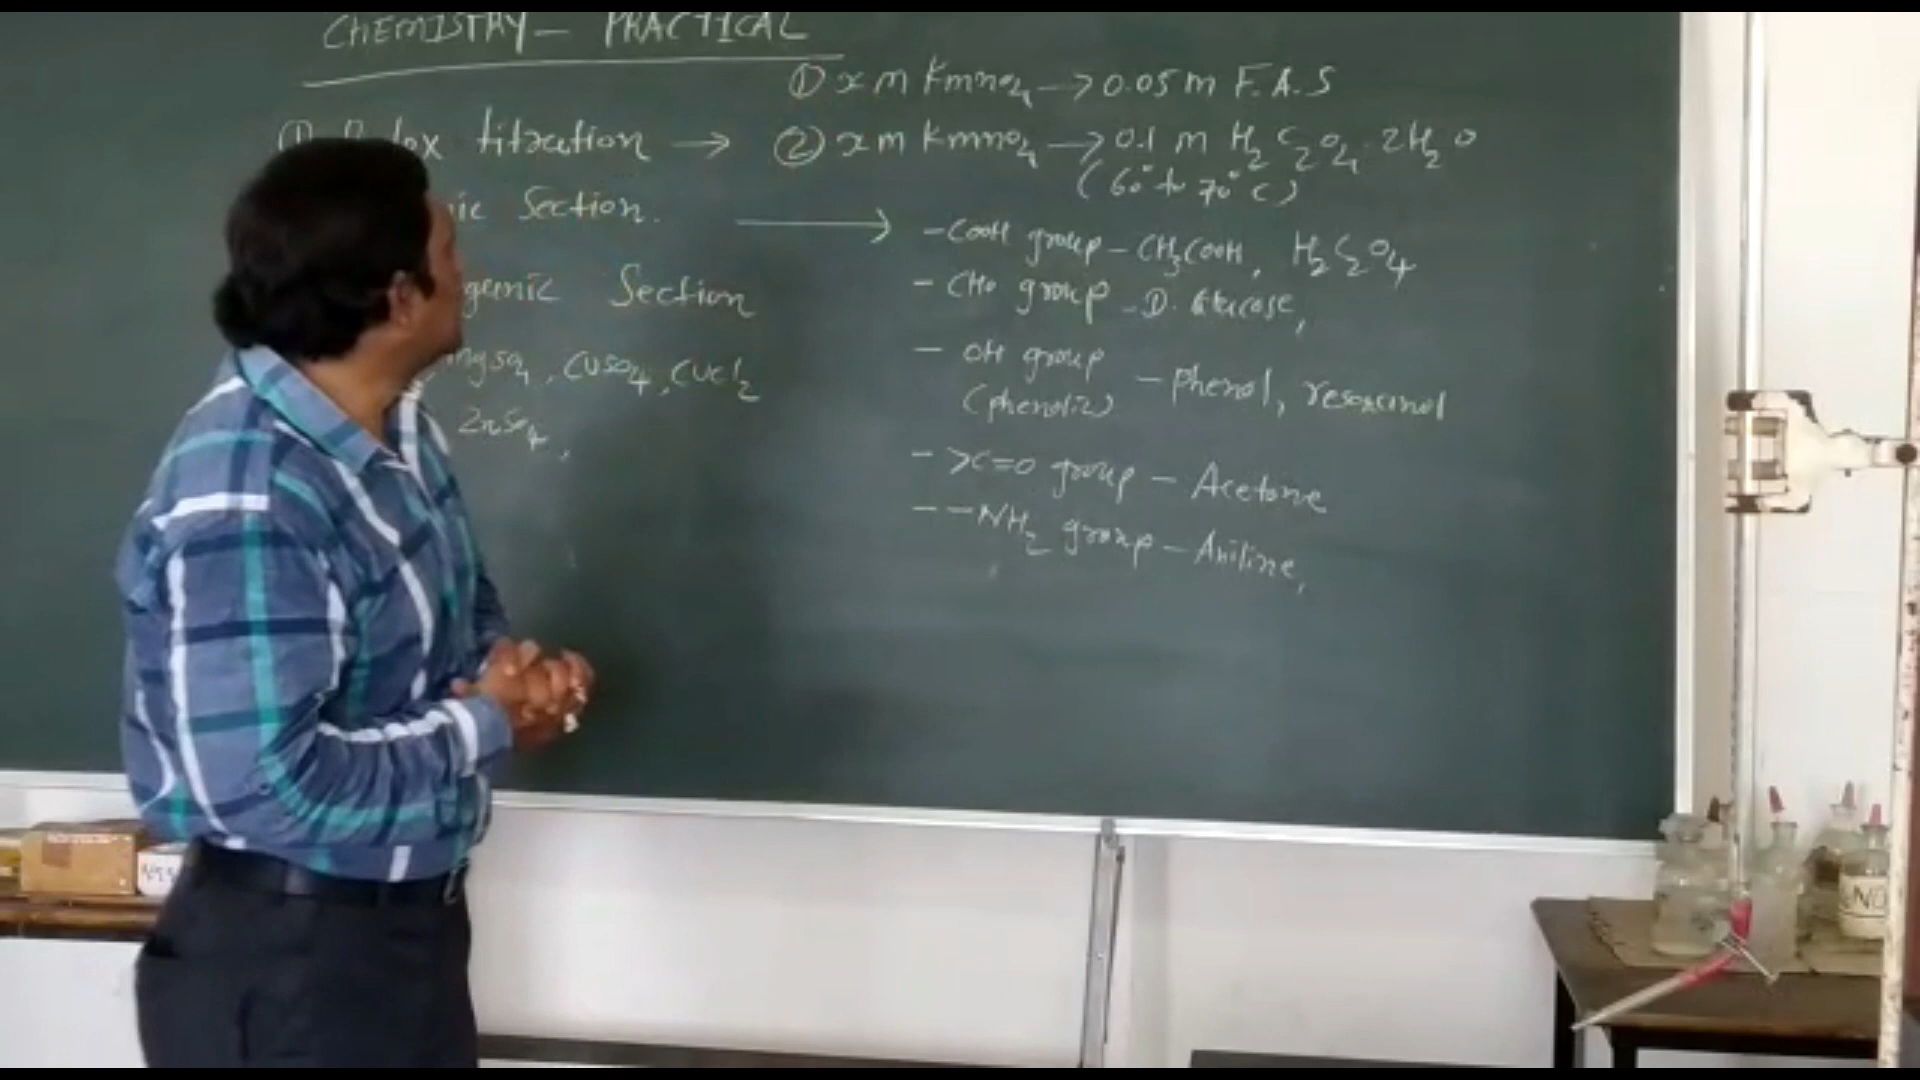 CHEMISTRY - PRACTICAL
① x m Kmno4 → 0.05 m F.A.S
titration → ② x m Kmno4 → 0.1 m H2C2O4.2H2O
(60° to 70°C)
Section. →
- COOH group - CH3COOH, H2C2O4
- CHO group - D. Glucose,
Section
- OH group
(phenolic) - phenol, resorcinol
mgso4, CUSO4, CUCl2
ZnSo4,
- >C=O group - Acetone
- -NH2 group - Aniline,